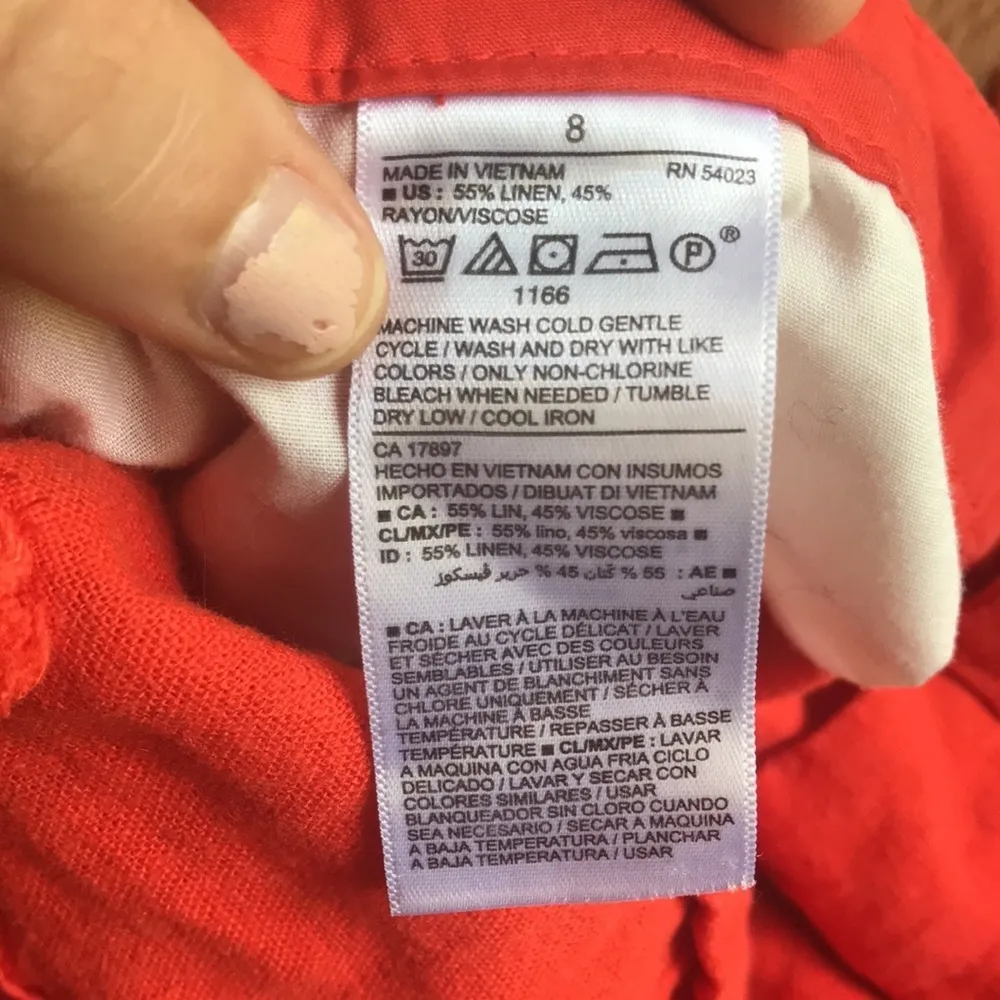 8
MADE IN VIETNAM RN 54023
■ US : 55% LINEN, 45%
RAYON/VISCOSE
30 P ®
1166
MACHINE WASH COLD GENTLE
CYCLE / WASH AND DRY WITH LIKE
COLORS / ONLY NON-CHLORINE
BLEACH WHEN NEEDED / TUMBLE
DRY LOW / COOL IRON
CA 17897
HECHO EN VIETNAM CON INSUMOS
IMPORTADOS / DIBUAT DI VIETNAM
■ CA : 55% LIN, 45% VISCOSE ■
CL/MX/PE : 55% lino, 45% viscosa ■
ID : 55% LINEN, 45% VISCOSE
■ AE : 55 % كتان 45 % حرير فيسكوز
صناعي
■ CA : LAVER À LA MACHINE À L'EAU
FROIDE AU CYCLE DÉLICAT / LAVER
ET SÉCHER AVEC DES COULEURS
SEMBLABLES / UTILISER AU BESOIN
UN AGENT DE BLANCHIMENT SANS
CHLORE UNIQUEMENT / SÉCHER À
LA MACHINE À BASSE
TEMPÉRATURE / REPASSER À BASSE
TEMPÉRATURE ■ CL/MX/PE : LAVAR
A MAQUINA CON AGUA FRIA CICLO
DELICADO / LAVAR Y SECAR CON
COLORES SIMILARES / USAR
BLANQUEADOR SIN CLORO CUANDO
SEA NECESARIO / SECAR A MAQUINA
A BAJA TEMPERATURA / PLANCHAR
A BAJA TEMPERATURA / USAR